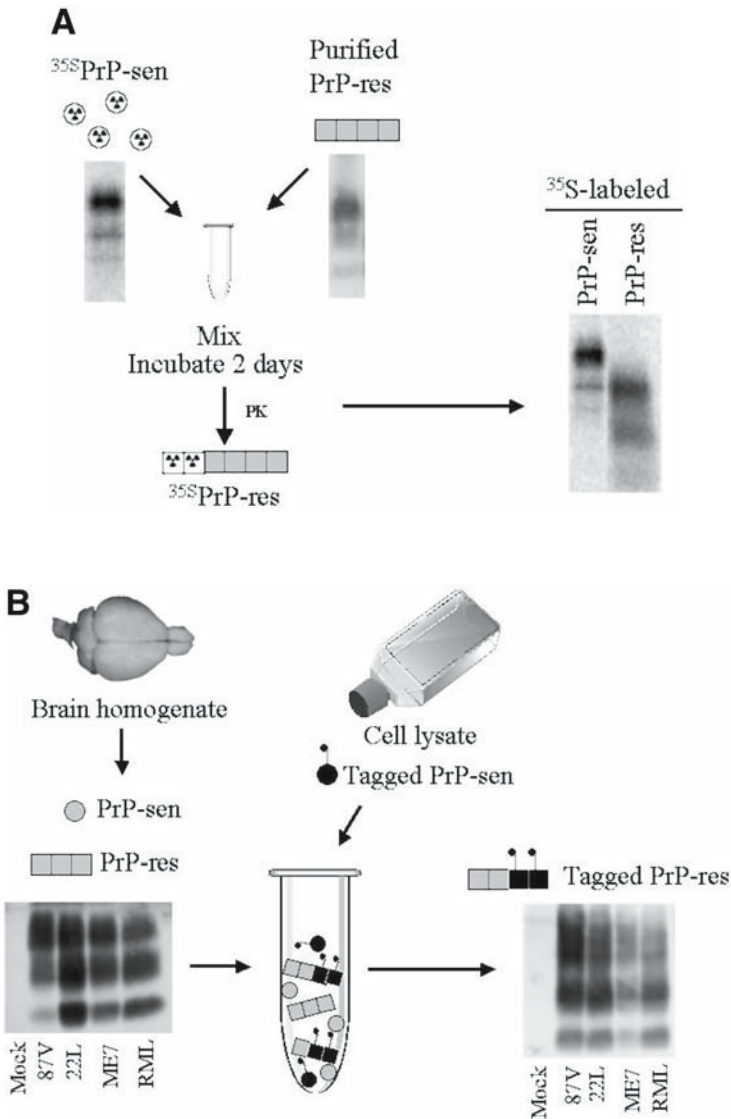 A
35SPrP-sen
Purified
PrP-res
Mix
Incubate 2 days
PK
35SPrP-res
35S-labeled
PrP-sen
PrP-res
B
Brain homogenate
PrP-sen
PrP-res
Cell lysate
Tagged PrP-sen
Tagged PrP-res
Mock
87V
22L
ME7
RML
Mock
87V
22L
ME7
RML